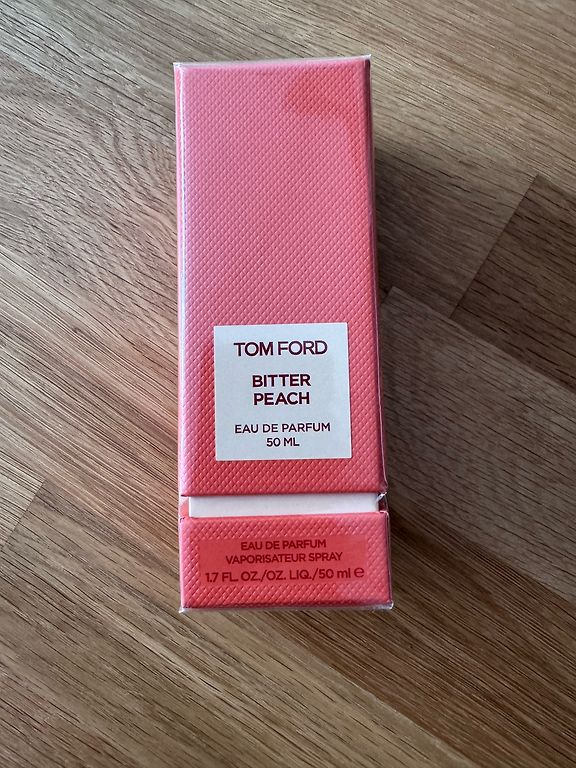 TOM FORD
BITTER
PEACH
EAU DE PARFUM
50 ML
EAU DE PARFUM
VAPORISATEUR SPRAY
1.7 FL. OZ./OZ. LIQ./50 ml ℮